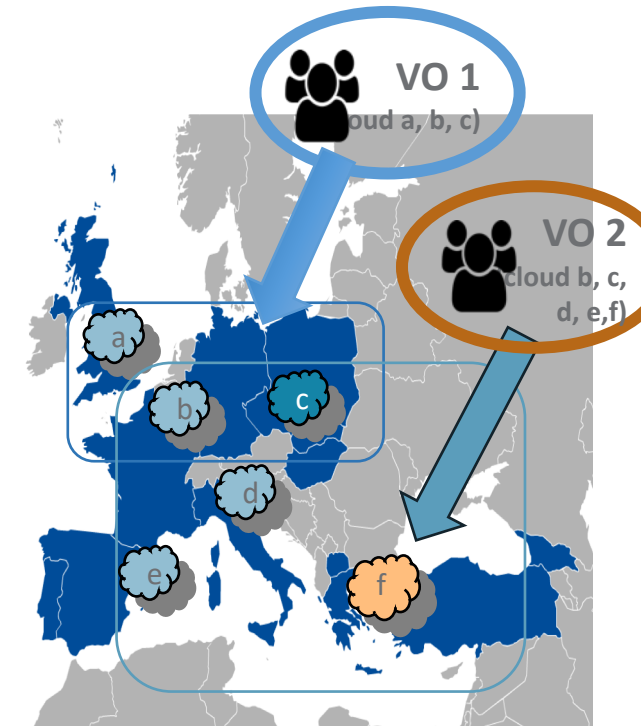 VO 1
oud a, b, c)
VO 2
cloud b, c,
d, e,f)
a
b
c
d
e
f